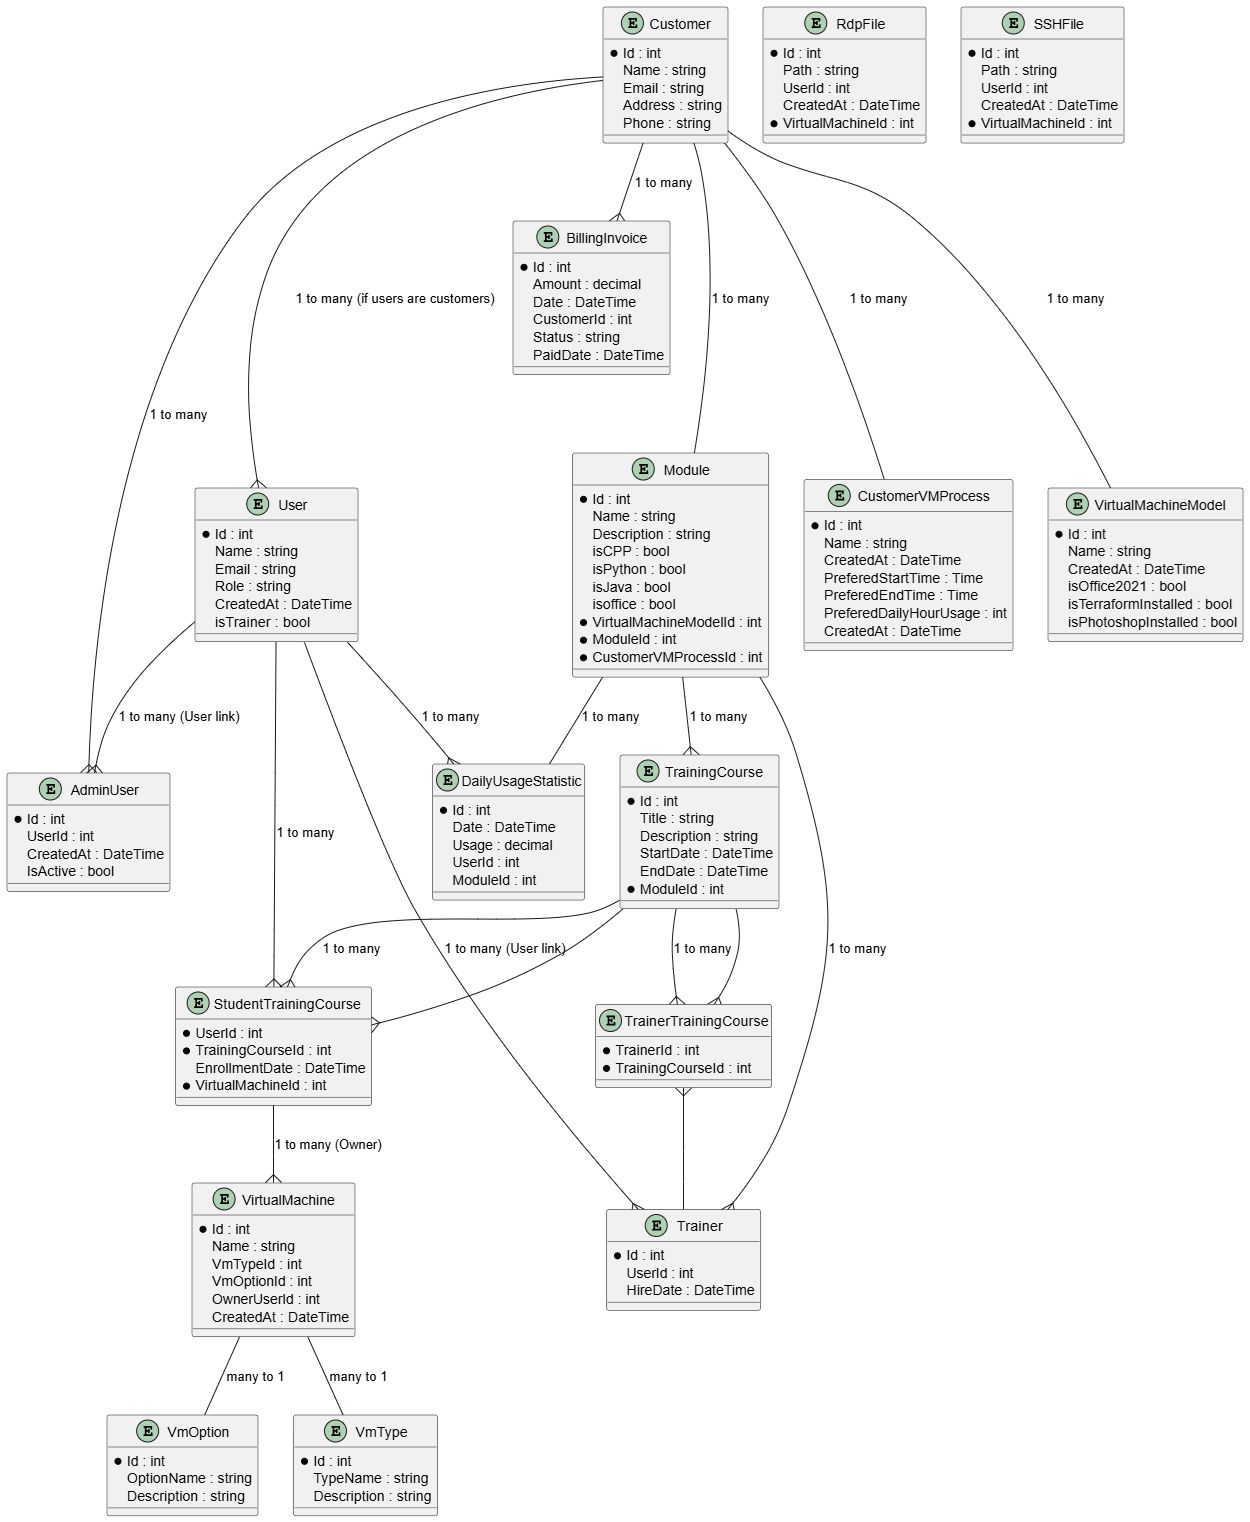 E Customer
Id : int
Name : string
Email : string
Address : string
Phone : string
E RdpFile
Id : int
Path : string
UserId : int
CreatedAt : DateTime
VirtualMachineId : int
E SSHFile
Id : int
Path : string
UserId : int
CreatedAt : DateTime
VirtualMachineId : int
1 to many
E BillingInvoice
Id : int
Amount : decimal
Date : DateTime
CustomerId : int
Status : string
PaidDate : DateTime
1 to many (if users are customers)
1 to many
1 to many
1 to many
1 to many
E User
Id : int
Name : string
Email : string
Role : string
CreatedAt : DateTime
isTrainer : bool
E Module
Id : int
Name : string
Description : string
isCPP : bool
isPython : bool
isJava : bool
isoffice : bool
VirtualMachineModelId : int
ModuleId : int
CustomerVMProcessId : int
E CustomerVMProcess
Id : int
Name : string
CreatedAt : DateTime
PreferedStartTime : Time
PreferedEndTime : Time
PreferedDailyHourUsage : int
CreatedAt : DateTime
E VirtualMachineModel
Id : int
Name : string
CreatedAt : DateTime
isOffice2021 : bool
isTerraformInstalled : bool
isPhotoshopInstalled : bool
1 to many (User link)
1 to many
1 to many
1 to many
E AdminUser
Id : int
UserId : int
CreatedAt : DateTime
IsActive : bool
1 to many
E DailyUsageStatistic
Id : int
Date : DateTime
Usage : decimal
UserId : int
ModuleId : int
E TrainingCourse
Id : int
Title : string
Description : string
StartDate : DateTime
EndDate : DateTime
ModuleId : int
1 to many
1 to many (User link)
1 to many
1 to many
E StudentTrainingCourse
UserId : int
TrainingCourseId : int
EnrollmentDate : DateTime
VirtualMachineId : int
E TrainerTrainingCourse
TrainerId : int
TrainingCourseId : int
1 to many (Owner)
E VirtualMachine
Id : int
Name : string
VmTypeId : int
VmOptionId : int
OwnerUserId : int
CreatedAt : DateTime
E Trainer
Id : int
UserId : int
HireDate : DateTime
many to 1
many to 1
E VmOption
Id : int
OptionName : string
Description : string
E VmType
Id : int
TypeName : string
Description : string